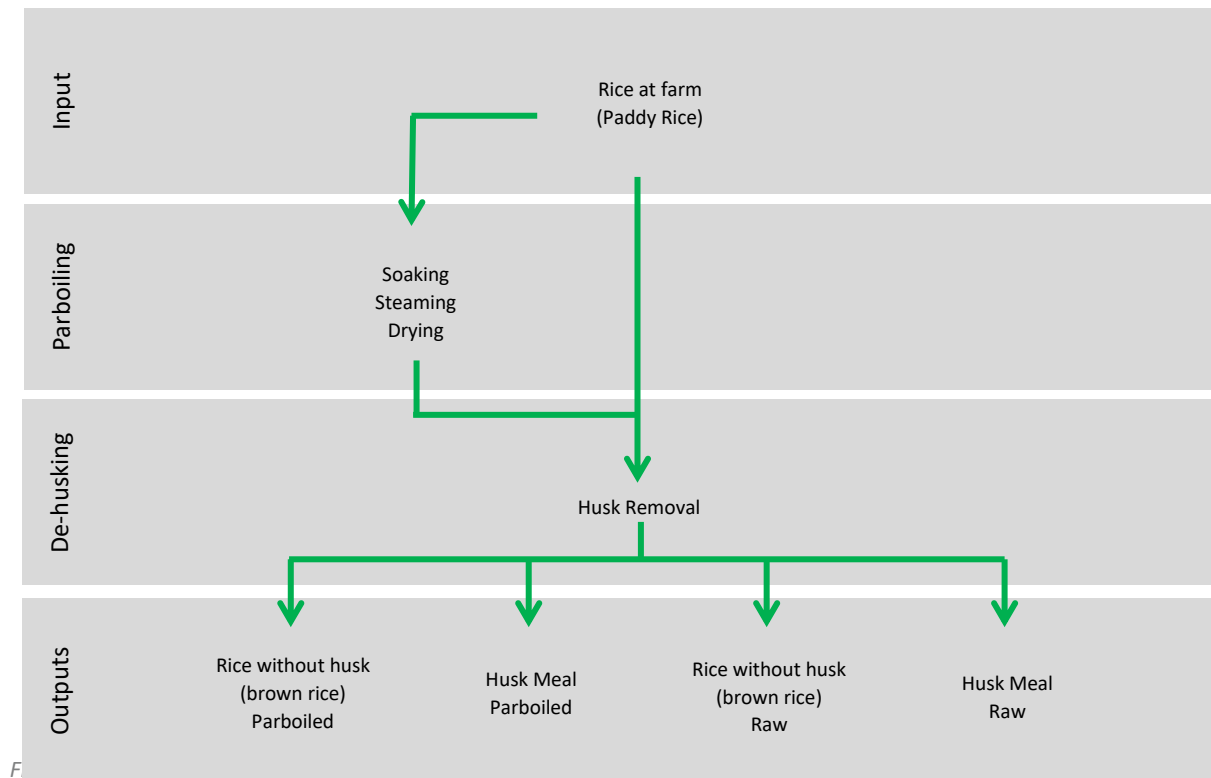 Input
Rice at farm
(Paddy Rice)
Parboiling
Soaking
Steaming
Drying
De-husking
Husk Removal
Outputs
Rice without husk
(brown rice)
Parboiled
Husk Meal
Parboiled
Rice without husk
(brown rice)
Raw
Husk Meal
Raw